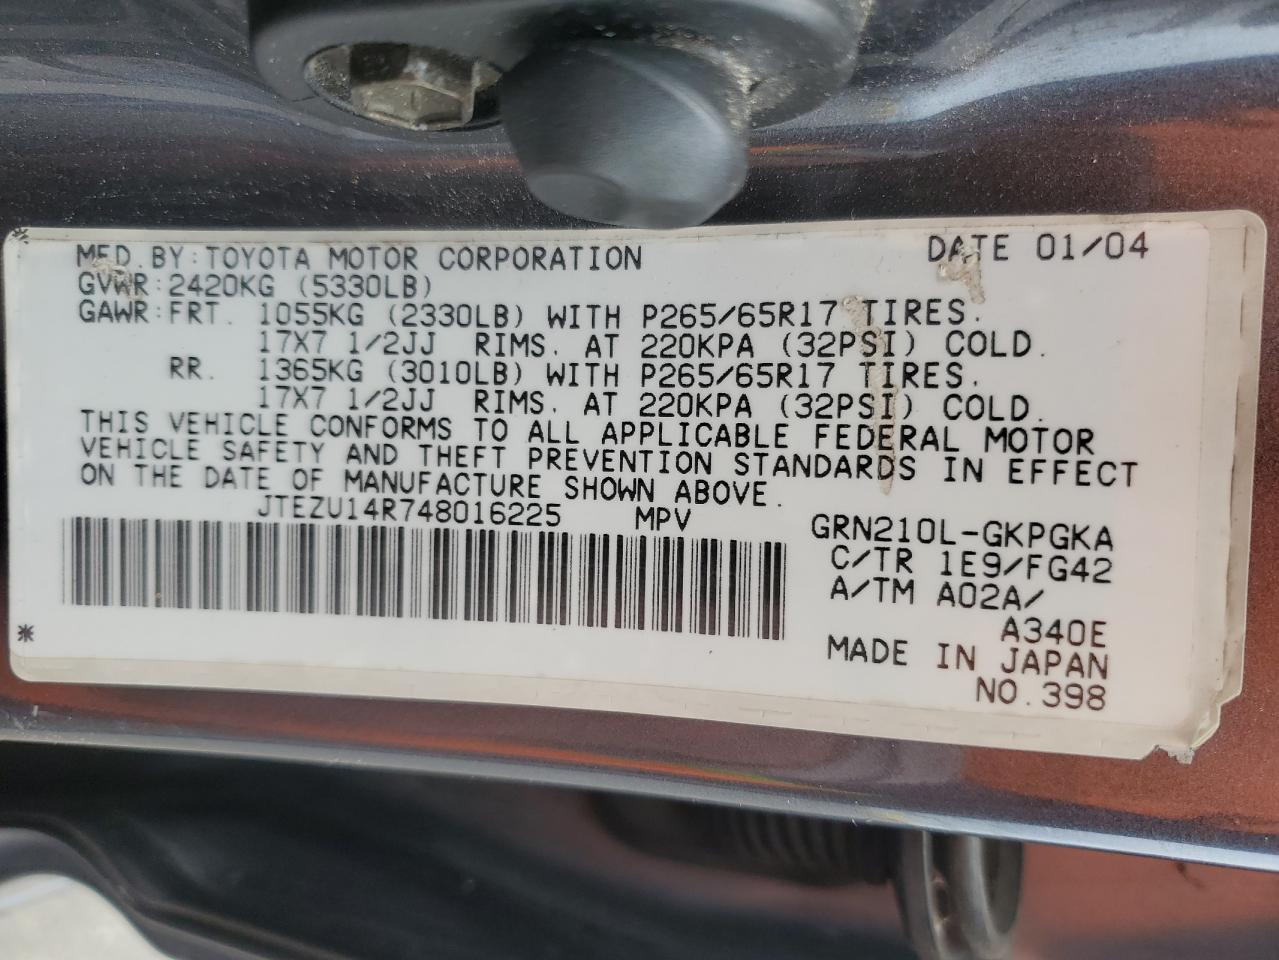 MFD. BY: TOYOTA MOTOR CORPORATION DATE 01/04
GVWR: 2420KG (5330LB)
GAWR: FRT. 1055KG (2330LB) WITH P265/65R17 TIRES.
17X7 1/2JJ RIMS. AT 220KPA (32PSI) COLD.
RR. 1365KG (3010LB) WITH P265/65R17 TIRES.
17X7 1/2JJ RIMS. AT 220KPA (32PSI) COLD.
THIS VEHICLE CONFORMS TO ALL APPLICABLE FEDERAL MOTOR
VEHICLE SAFETY AND THEFT PREVENTION STANDARDS IN EFFECT
ON THE DATE OF MANUFACTURE SHOWN ABOVE.
JTEZU14R748016225 MPV
GRN210L-GKPGKA
C/TR 1E9/FG42
A/TM A02A/
A340E
MADE IN JAPAN
NO.398